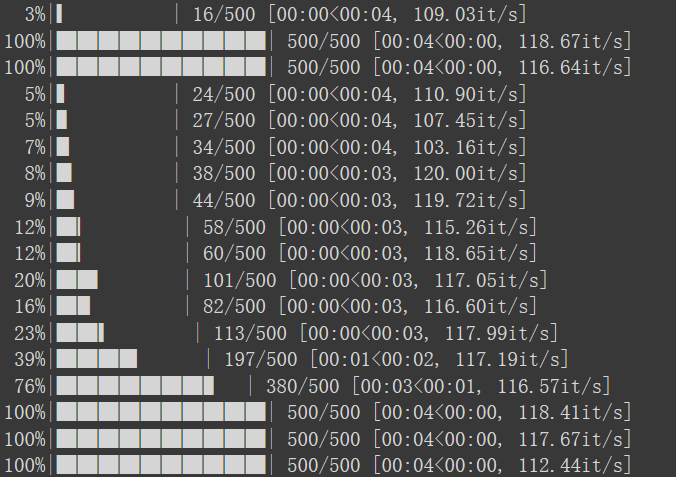 3%|▌ | 16/500 [00:00<00:04, 109.03it/s]
100%|██████████| 500/500 [00:04<00:00, 118.67it/s]
100%|██████████| 500/500 [00:04<00:00, 116.64it/s]
5%|▌ | 24/500 [00:00<00:04, 110.90it/s]
5%|▌ | 27/500 [00:00<00:04, 107.45it/s]
7%|▋ | 34/500 [00:00<00:04, 103.16it/s]
8%|▊ | 38/500 [00:00<00:03, 120.00it/s]
9%|▉ | 44/500 [00:00<00:03, 119.72it/s]
12%|█▏ | 58/500 [00:00<00:03, 115.26it/s]
12%|█▏ | 60/500 [00:00<00:03, 118.65it/s]
20%|██ | 101/500 [00:00<00:03, 117.05it/s]
16%|█▋ | 82/500 [00:00<00:03, 116.60it/s]
23%|██▎ | 113/500 [00:00<00:03, 117.99it/s]
39%|███▉ | 197/500 [00:01<00:02, 117.19it/s]
76%|███████▌ | 380/500 [00:03<00:01, 116.57it/s]
100%|██████████| 500/500 [00:04<00:00, 118.41it/s]
100%|██████████| 500/500 [00:04<00:00, 117.67it/s]
100%|██████████| 500/500 [00:04<00:00, 112.44it/s]